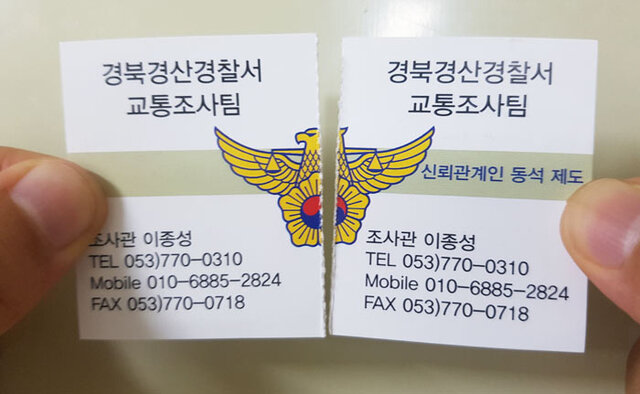 경북경산경찰서
교통조사팀
조사관 이종성
TEL 053)770-0310
Mobile 010-6885-2824
FAX 053)770-0718
경북경산경찰서
교통조사팀
신뢰관계인 동석 제도
조사관 이종성
TEL 053)770-0310
Mobile 010-6885-2824
FAX 053)770-0718